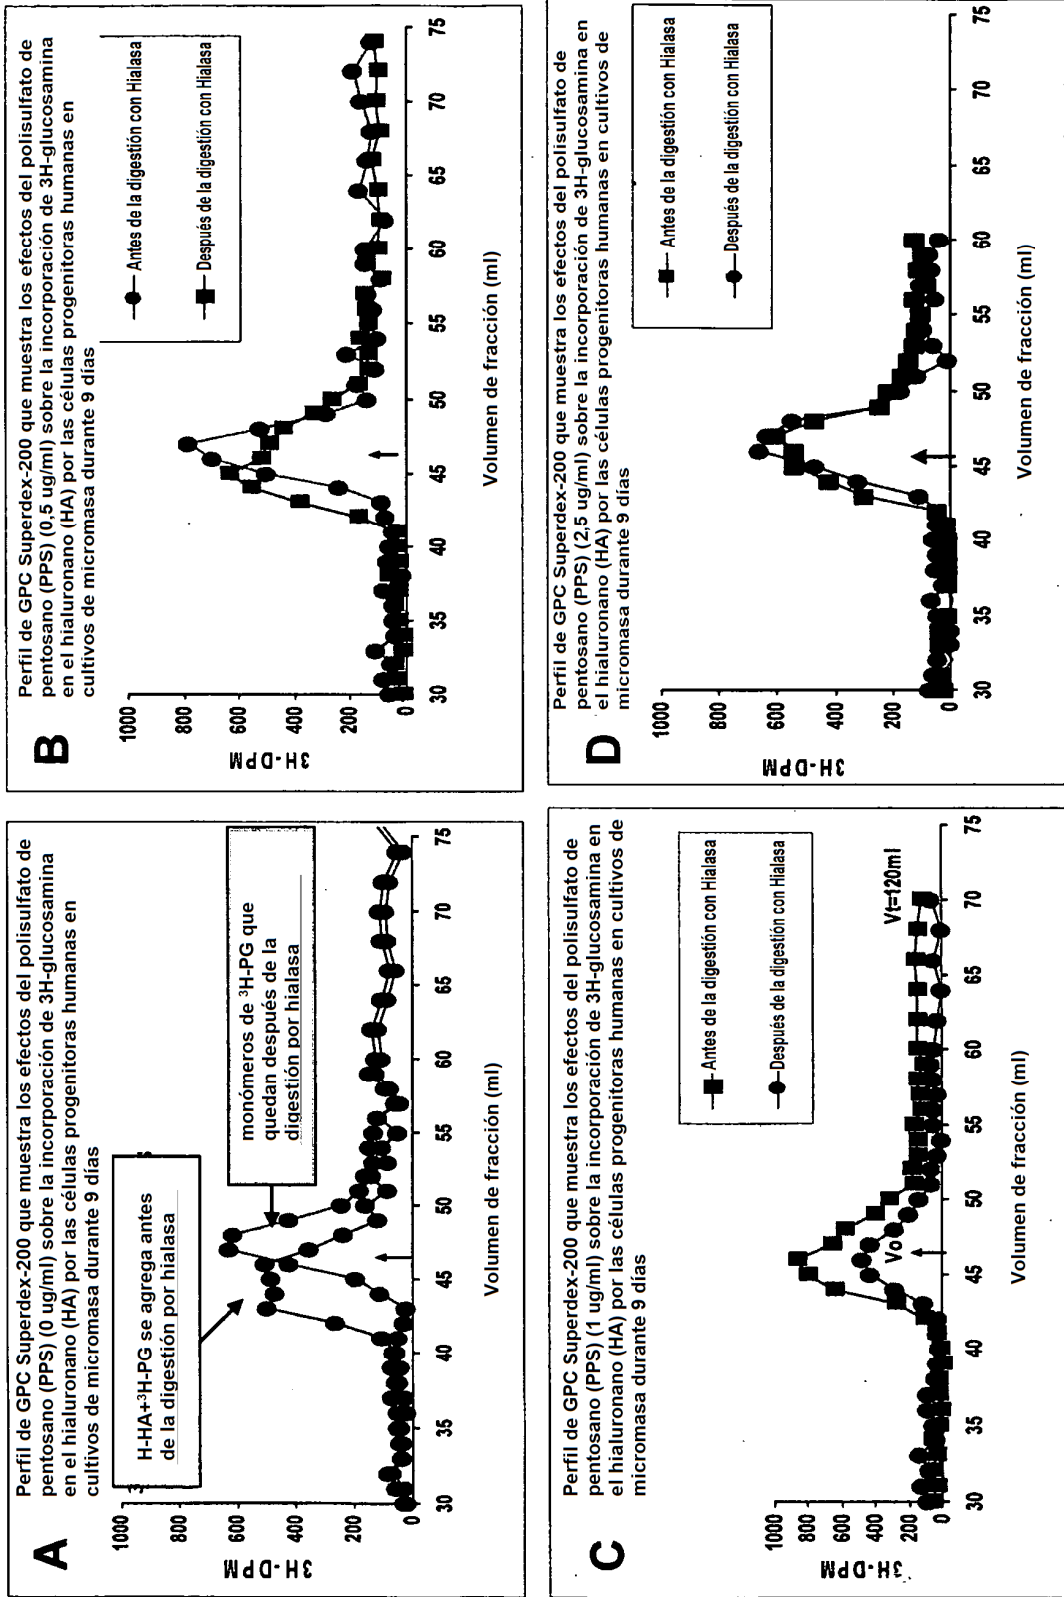 A
Perfil de GPC Superdex-200 que muestra los efectos del polisulfato de
pentosano (PPS) (0 ug/ml) sobre la incorporación de 3H-glucosamina
en el hialuronano (HA) por las células progenitoras humanas en
cultivos de micromasa durante 9 días
H-HA+³H-PG se agrega antes
de la digestión por hialasa
monómeros de ³H-PG que
quedan después de la
digestión por hialasa
3H-DPM
1000
800
600
400
200
0
30 35 40 45 50 55 60 65 70 75
Volumen de fracción (ml)
B
Perfil de GPC Superdex-200 que muestra los efectos del polisulfato de
pentosano (PPS) (0,5 ug/ml) sobre la incorporación de 3H-glucosamina
en el hialuronano (HA) por las células progenitoras humanas en
cultivos de micromasa durante 9 días
Antes de la digestión con Hialasa
Después de la digestión con Hialasa
3H-DPM
1000
800
600
400
200
0
30 35 40 45 50 55 60 65 70 75
Volumen de fracción (ml)
C
Perfil de GPC Superdex-200 que muestra los efectos del polisulfato de
pentosano (PPS) (1 ug/ml) sobre la incorporación de 3H-glucosamina en
el hialuronano (HA) por las células progenitoras humanas en cultivos de
micromasa durante 9 días
Antes de la digestión con Hialasa
Después de la digestión con Hialasa
Vt=120ml
Vo
3H-DPM
1000
800
600
400
200
0
30 35 40 45 50 55 60 65 70 75
Volumen de fracción (ml)
D
Perfil de GPC Superdex-200 que muestra los efectos del polisulfato de
pentosano (PPS) (2,5 ug/ml) sobre la incorporación de 3H-glucosamina en
el hialuronano (HA) por las células progenitoras humanas en cultivos de
micromasa durante 9 días
Antes de la digestión con Hialasa
Después de la digestión con Hialasa
3H-DPM
1000
800
600
400
200
0
30 35 40 45 50 55 60 65 70 75
Volumen de fracción (ml)